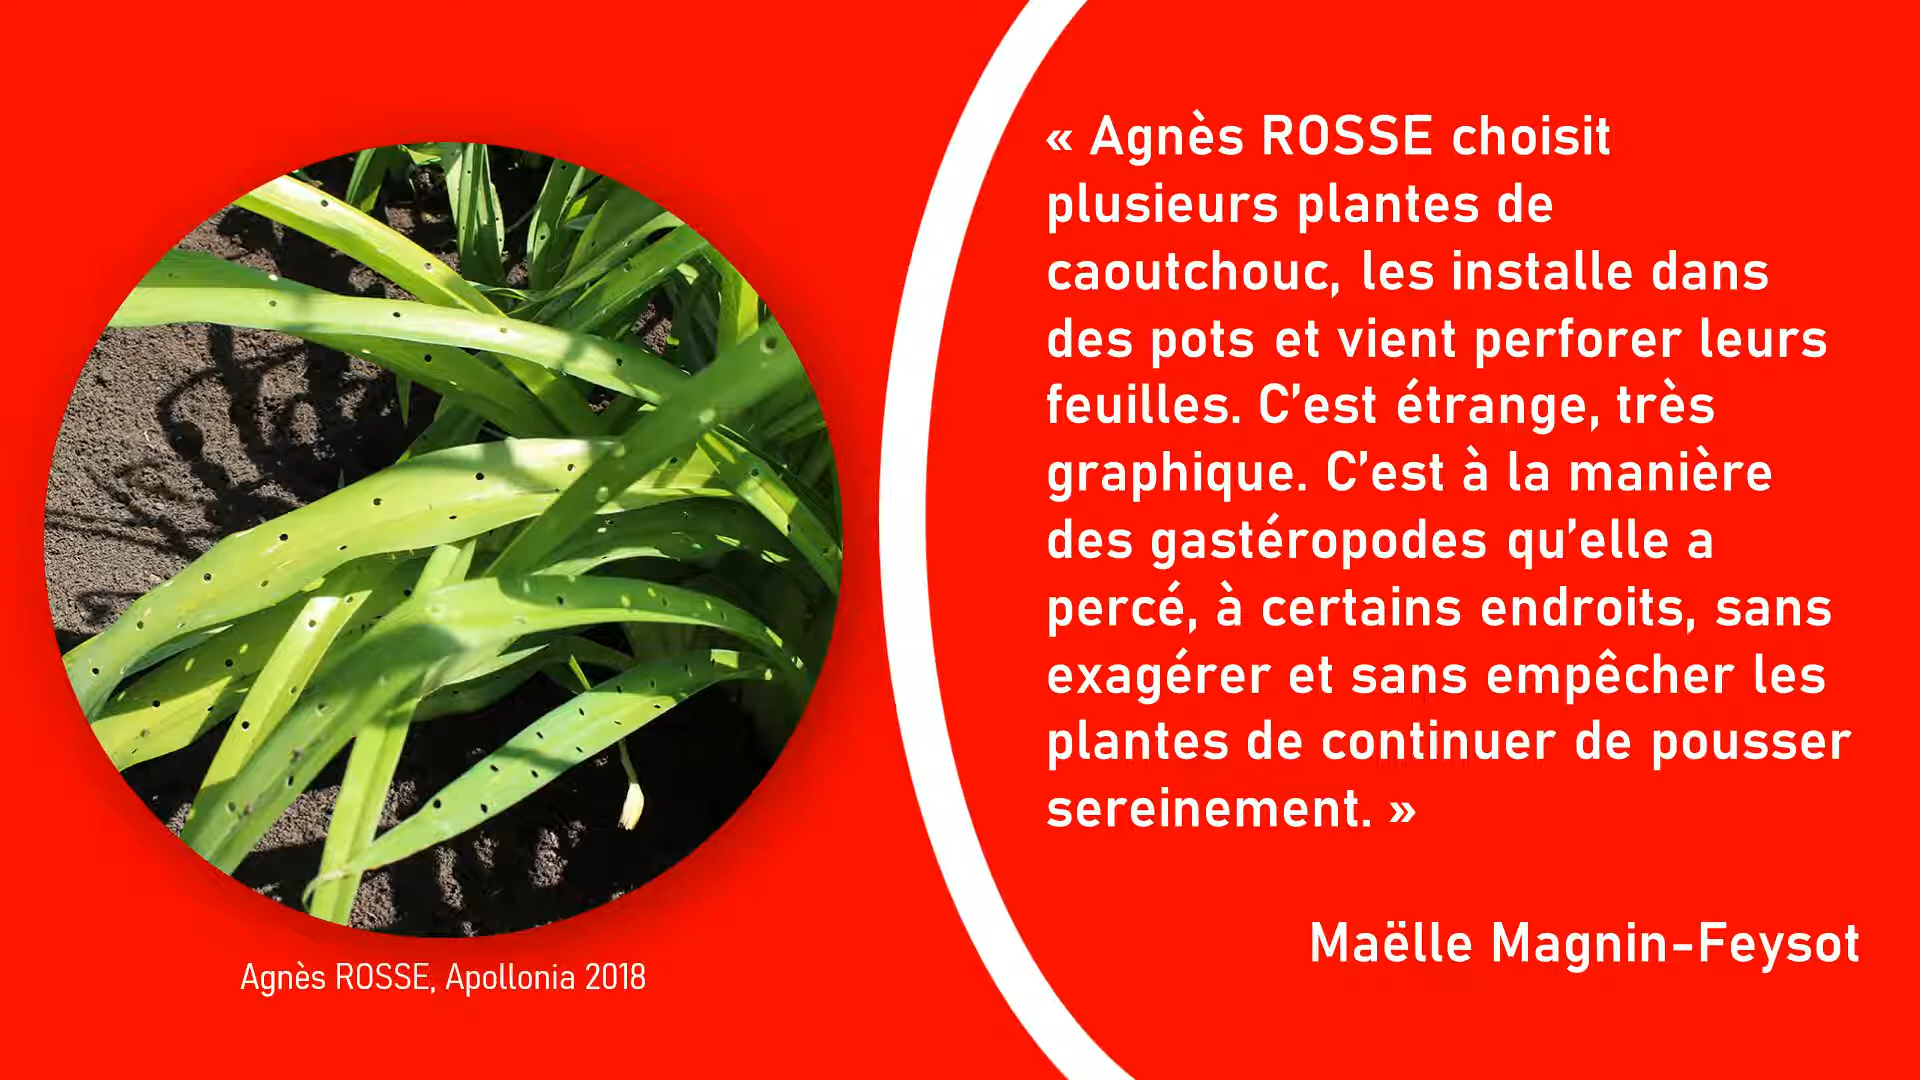 « Agnès ROSSE choisit
plusieurs plantes de
caoutchouc, les installe dans
des pots et vient perforer leurs
feuilles. C’est étrange, très
graphique. C’est à la manière
des gastéropodes qu’elle a
percé, à certains endroits, sans
exagérer et sans empêcher les
plantes de continuer de pousser
sereinement. »
Maëlle Magnin-Feysot
Agnès ROSSE, Apollonia 2018